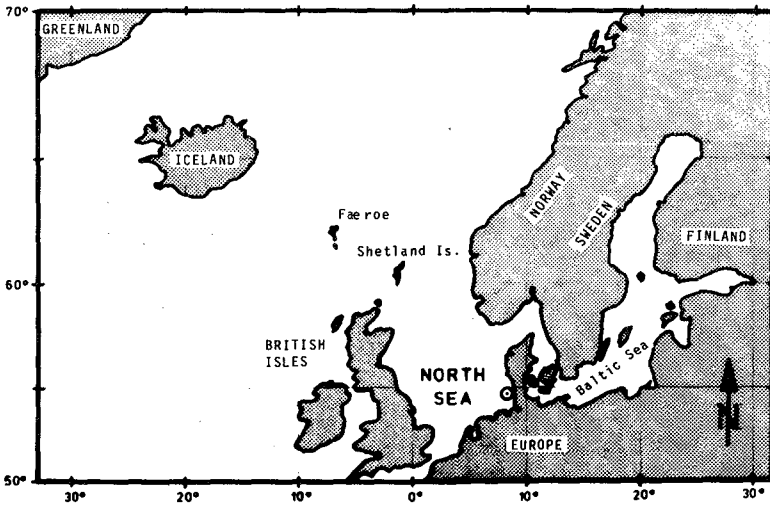 70°
GREENLAND
ICELAND
Faeroe
Shetland Is.
NORWAY
SWEDEN
FINLAND
60°
BRITISH
ISLES
NORTH
SEA
Baltic Sea
N
EUROPE
50°
30°
20°
10°
0°
10°
20°
30°